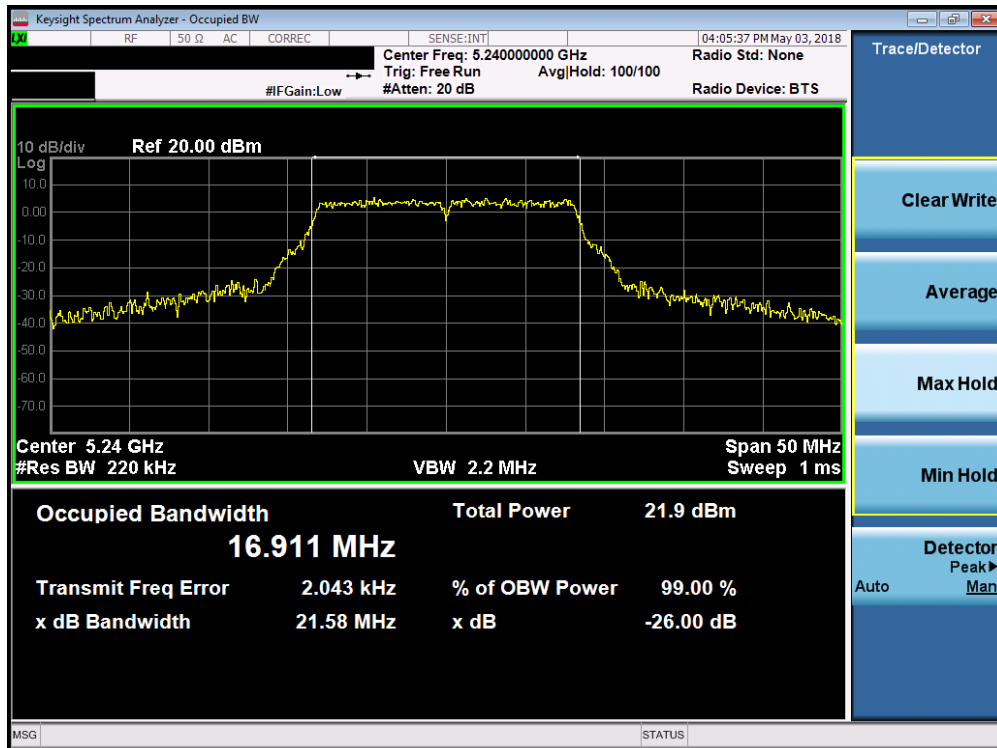 Keysight Spectrum Analyzer - Occupied BW
LXI RF 50 Ω AC CORREC SENSE:INT 04:05:37 PM May 03, 2018
Center Freq: 5.240000000 GHz Radio Std: None
Trig: Free Run Avg|Hold: 100/100
#IFGain:Low #Atten: 20 dB Radio Device: BTS
10 dB/div Ref 20.00 dBm
Log
10.0
0.00
-10.0
-20.0
-30.0
-40.0
-50.0
-60.0
-70.0
Center 5.24 GHz Span 50 MHz
#Res BW 220 kHz VBW 2.2 MHz Sweep 1 ms
Occupied Bandwidth Total Power 21.9 dBm
16.911 MHz
Transmit Freq Error 2.043 kHz % of OBW Power 99.00 %
x dB Bandwidth 21.58 MHz x dB -26.00 dB
MSG STATUS
Trace/Detector
Clear Write
Average
Max Hold
Min Hold
Detector
Peak▶
Auto Man